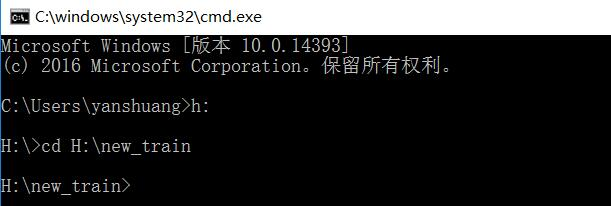 C:\windows\system32\cmd.exe
Microsoft Windows [版本 10.0.14393]
(c) 2016 Microsoft Corporation。保留所有权利。
C:\Users\yanshuang>h:
H:\>cd H:\new_train
H:\new_train>